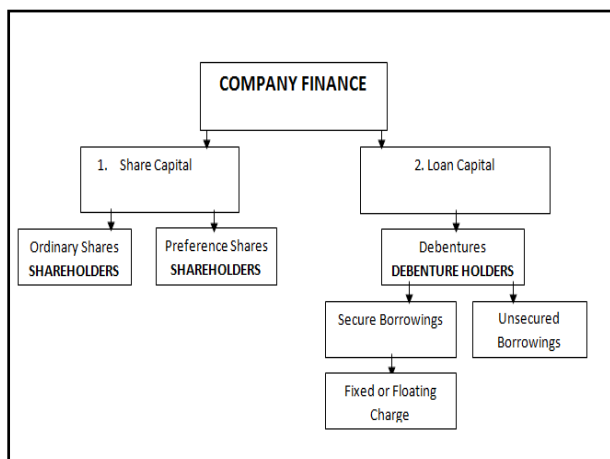 COMPANY FINANCE
1. Share Capital
2. Loan Capital
Ordinary Shares
SHAREHOLDERS
Preference Shares
SHAREHOLDERS
Debentures
DEBENTURE HOLDERS
Secure Borrowings
Unsecured
Borrowings
Fixed or Floating
Charge